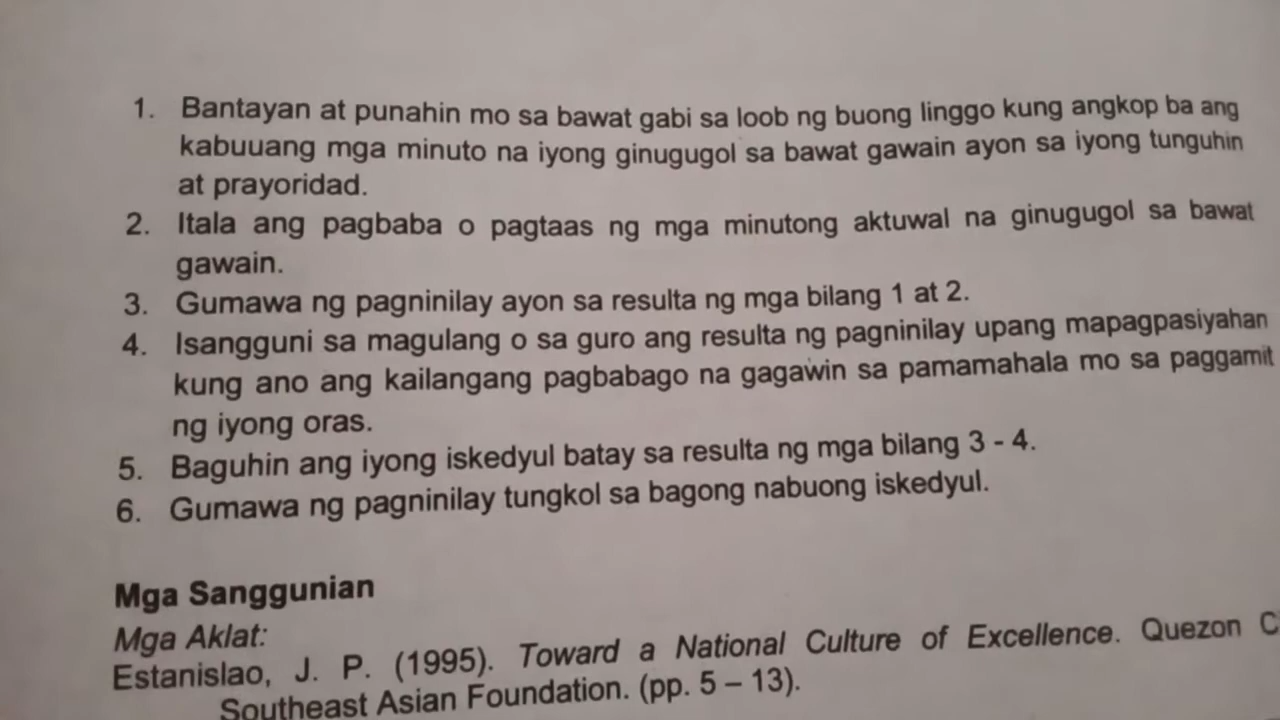 1. Bantayan at punahin mo sa bawat gabi sa loob ng buong linggo kung angkop ba ang
kabuuang mga minuto na iyong ginugugol sa bawat gawain ayon sa iyong tunguhin
at prayoridad.
2. Itala ang pagbaba o pagtaas ng mga minutong aktuwal na ginugugol sa bawat
gawain.
3. Gumawa ng pagninilay ayon sa resulta ng mga bilang 1 at 2.
4. Isangguni sa magulang o sa guro ang resulta ng pagninilay upang mapagpasiyahan
kung ano ang kailangang pagbabago na gagawin sa pamamahala mo sa paggamit
ng iyong oras.
5. Baguhin ang iyong iskedyul batay sa resulta ng mga bilang 3 - 4.
6. Gumawa ng pagninilay tungkol sa bagong nabuong iskedyul.
Mga Sanggunian
Mga Aklat:
Estanislao, J. P. (1995). Toward a National Culture of Excellence. Quezon C
Southeast Asian Foundation. (pp. 5 – 13).